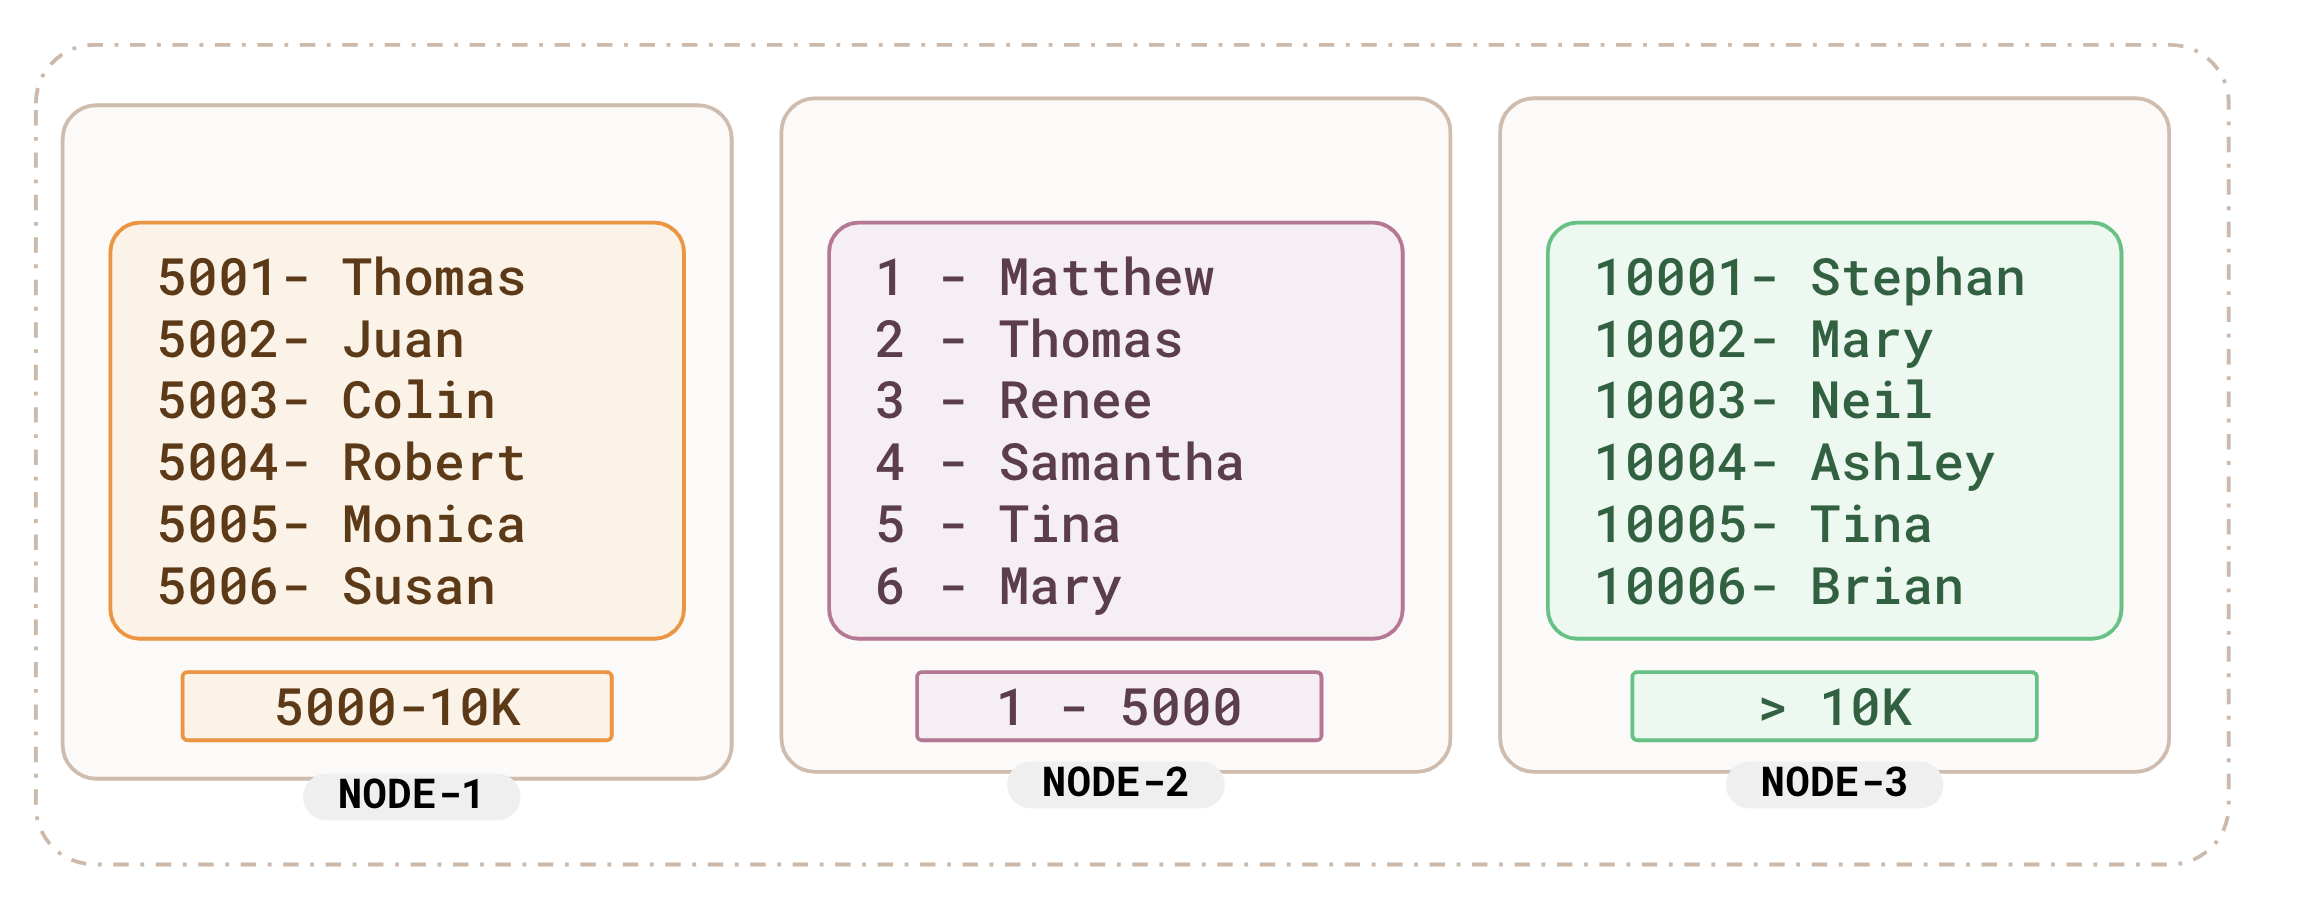 5001- Thomas
5002- Juan
5003- Colin
5004- Robert
5005- Monica
5006- Susan
5000-10K
NODE-1
1 - Matthew
2 - Thomas
3 - Renee
4 - Samantha
5 - Tina
6 - Mary
1 - 5000
NODE-2
10001- Stephan
10002- Mary
10003- Neil
10004- Ashley
10005- Tina
10006- Brian
> 10K
NODE-3